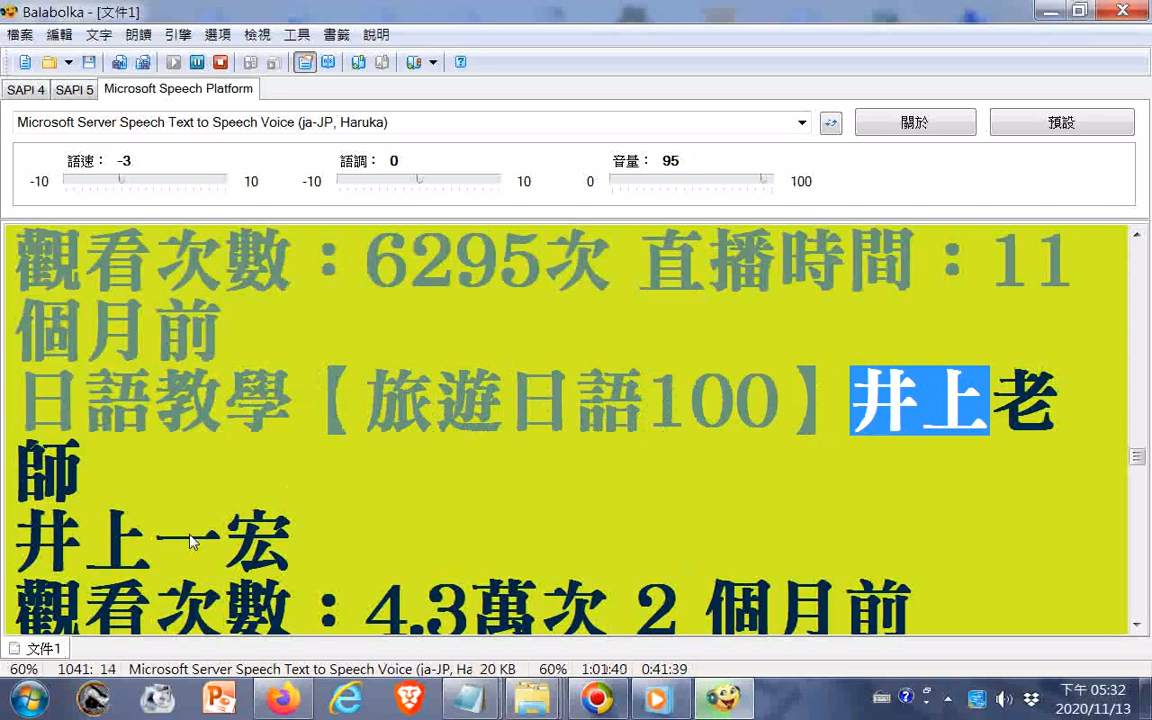 Balabolka - [文件1]
檔案 編輯 文字 朗讀 引擎 選項 檢視 工具 書籤 說明
SAPI 4 SAPI 5 Microsoft Speech Platform
Microsoft Server Speech Text to Speech Voice (ja-JP, Haruka) 關於 預設
語速： -3 語調： 0 音量： 95
-10 10 -10 10 0 100
觀看次數：6295次 直播時間：11
個月前
日語教學【旅遊日語100】井上老
師
井上一宏
觀看次數：4.3萬次 2 個月前
文件1
60% 1041: 14 Microsoft Server Speech Text to Speech Voice (ja-JP, Ha 20 KB 60% 1:01:40 0:41:39
下午 05:32
2020/11/13